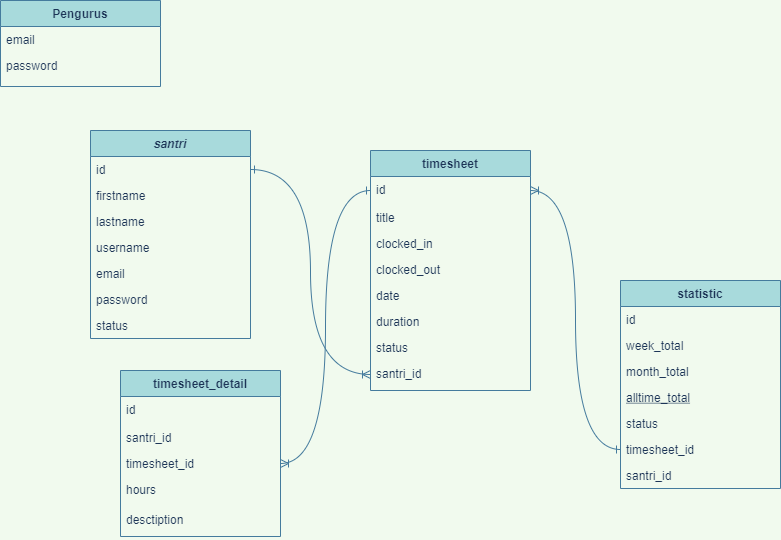 Pengurus
email
password
santri
id
firstname
lastname
username
email
password
status
timesheet
id
title
clocked_in
clocked_out
date
duration
status
santri_id
statistic
id
week_total
month_total
alltime_total
status
timesheet_id
santri_id
timesheet_detail
id
santri_id
timesheet_id
hours
desctiption